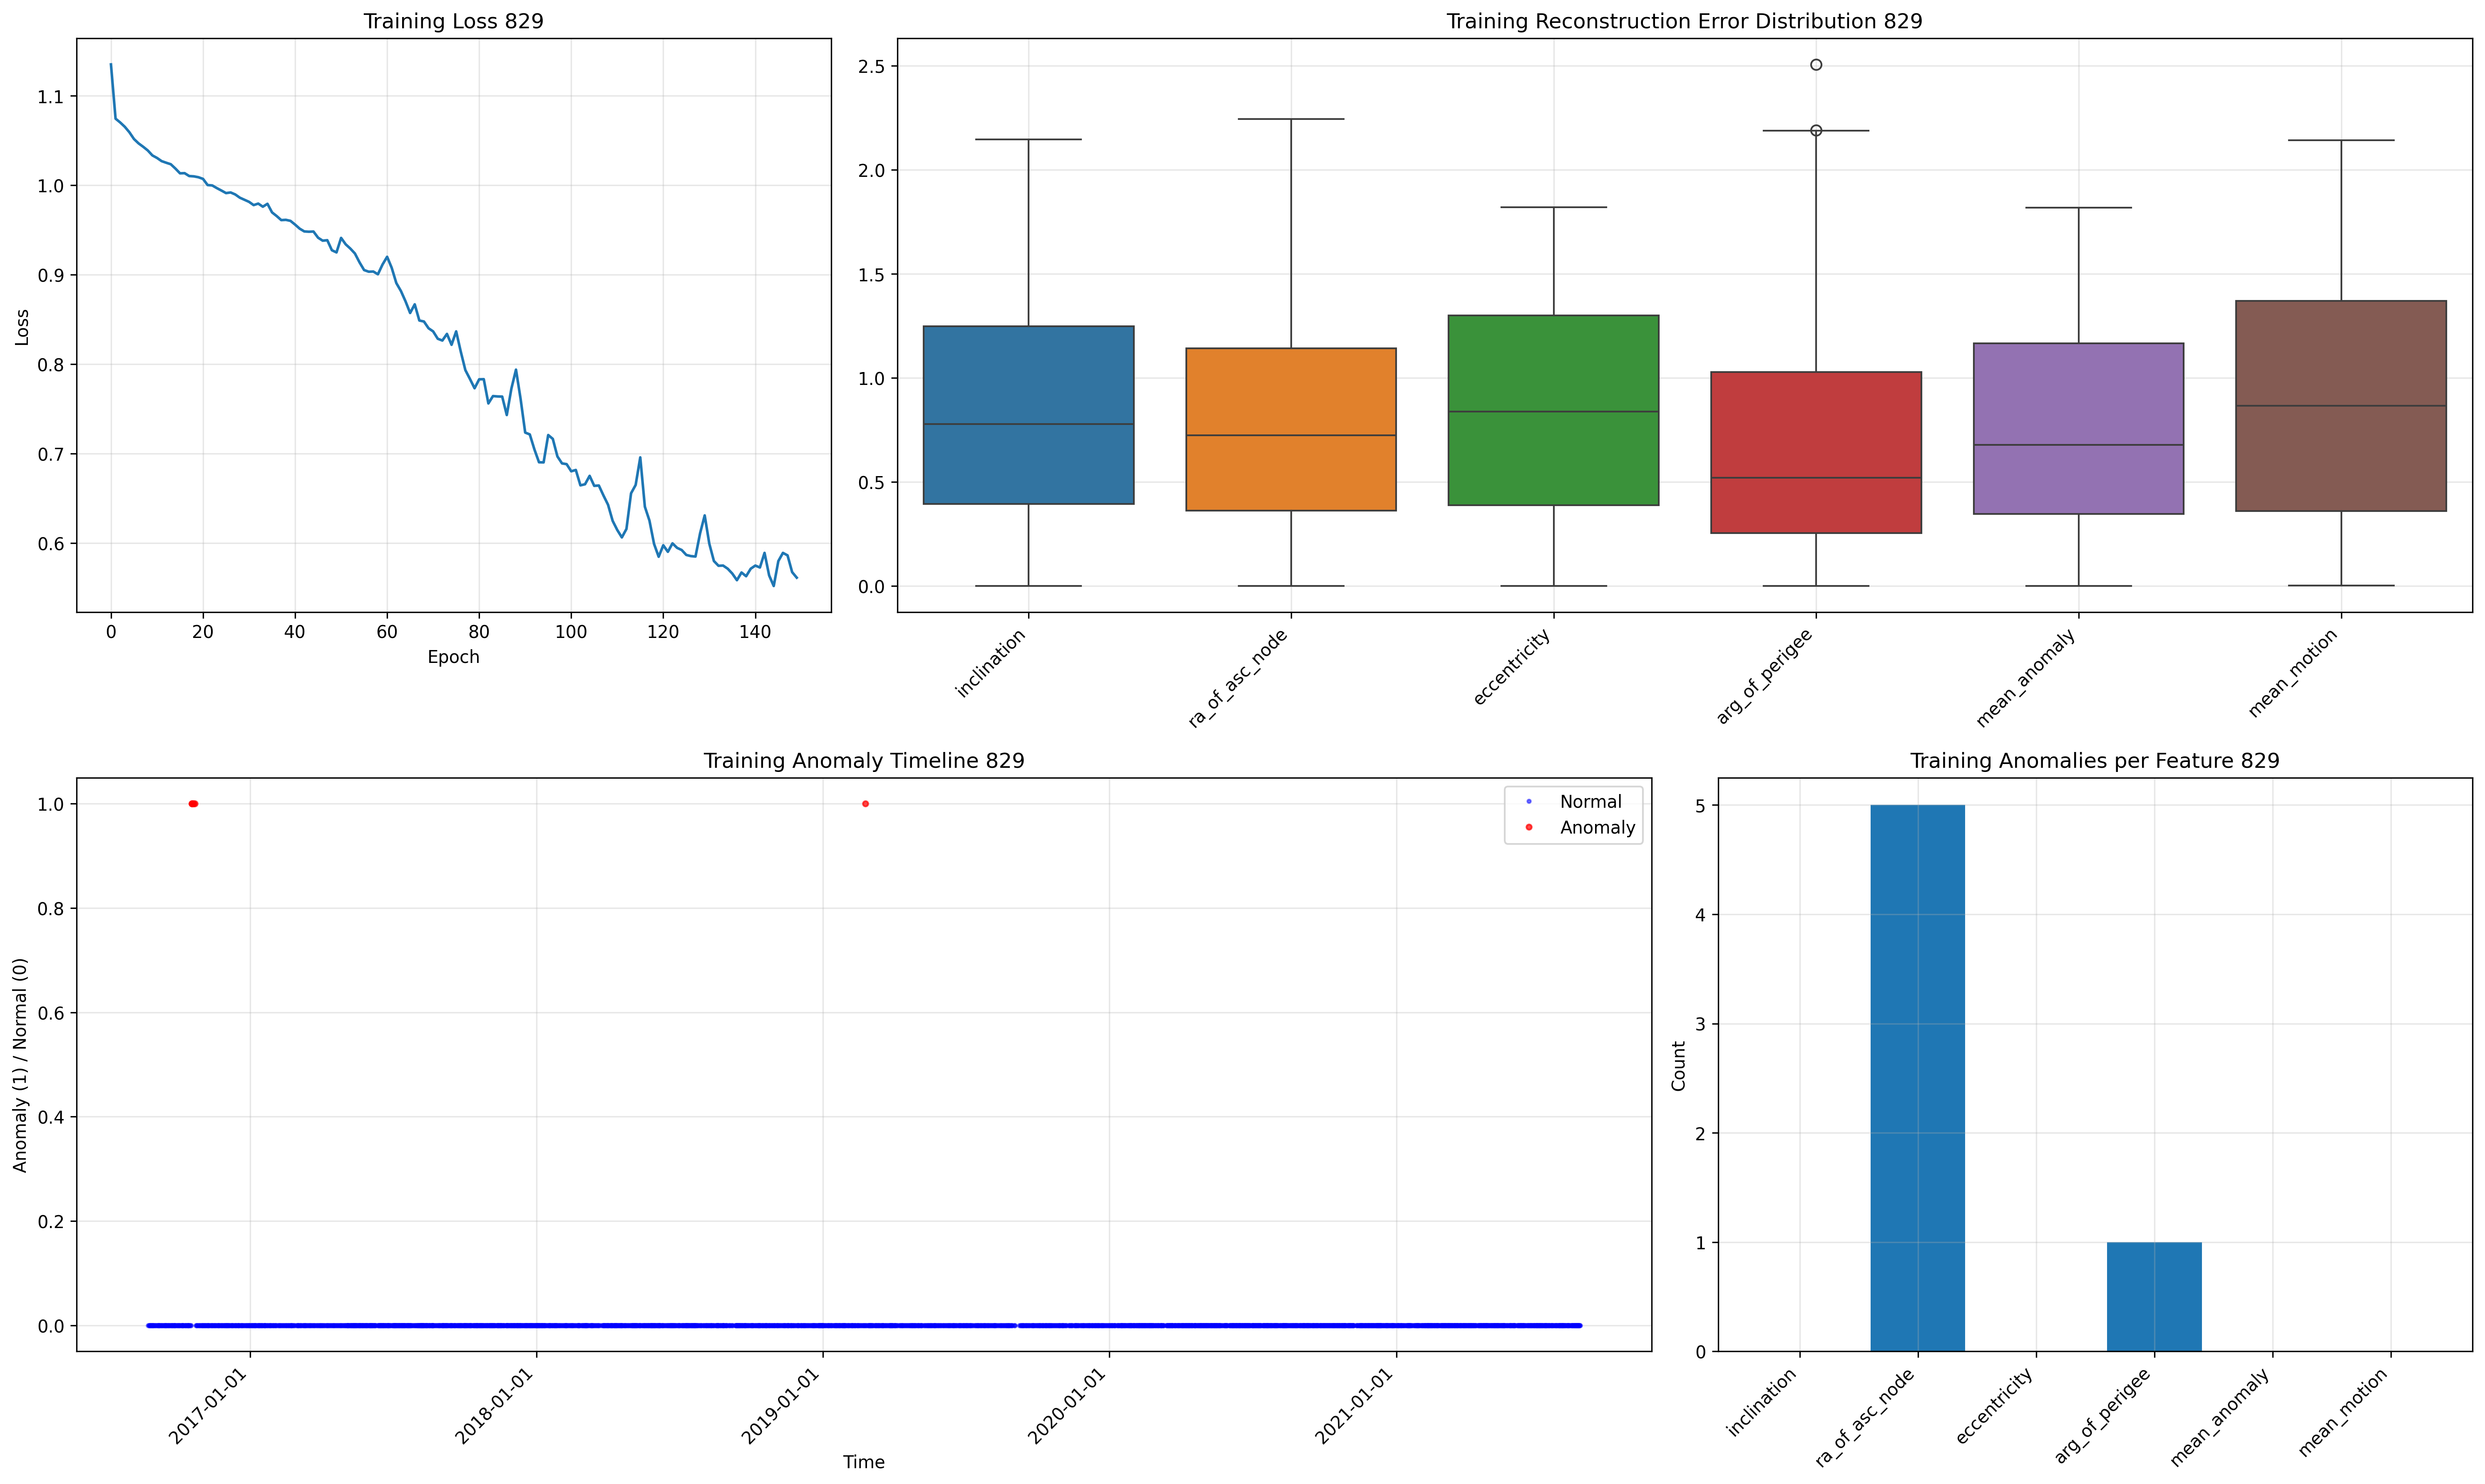 Training Loss 829
1.1
1.0
0.9
0.8
0.7
0.6
Loss
0 20 40 60 80 100 120 140
Epoch
Training Reconstruction Error Distribution 829
2.5
2.0
1.5
1.0
0.5
0.0
inclination
ra_of_asc_node
eccentricity
arg_of_perigee
mean_anomaly
mean_motion
Training Anomaly Timeline 829
1.0
0.8
0.6
0.4
0.2
0.0
Anomaly (1) / Normal (0)
Normal
Anomaly
2017-01-01
2018-01-01
2019-01-01
2020-01-01
2021-01-01
Time
Training Anomalies per Feature 829
5
4
3
2
1
0
Count
inclination
ra_of_asc_node
eccentricity
arg_of_perigee
mean_anomaly
mean_motion